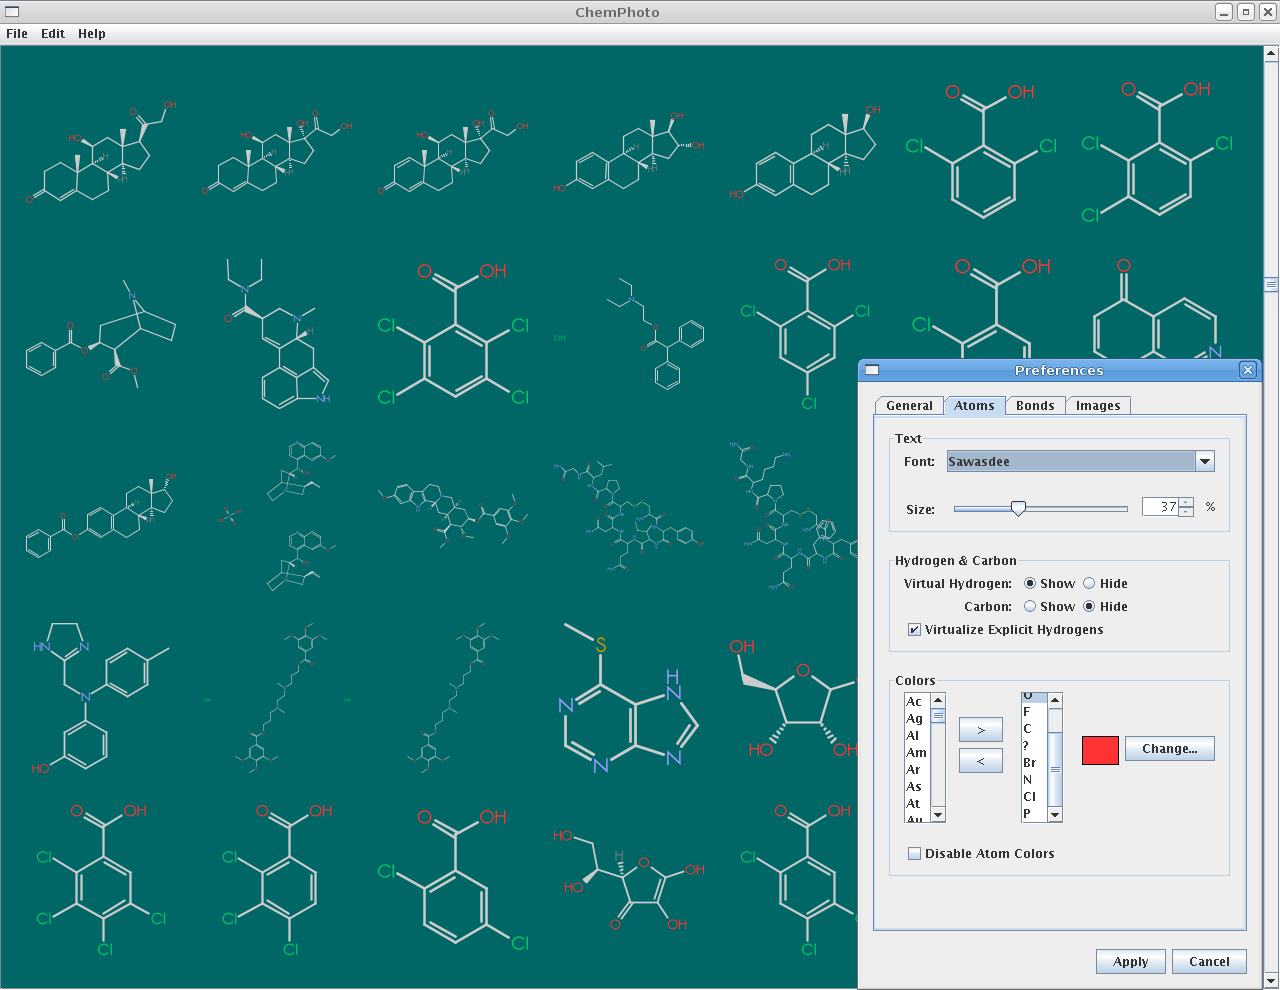 ChemPhoto
File Edit Help
OH
O
HO
H
O
OH
O
HO
OH
H
O
OH
O
HO
OH
H
O
OH
OH
HO
H
OH
HO
H
O OH
Cl Cl
O OH
Cl Cl
Cl
N
O
O
O
O
N
O
N
H
NH
O OH
Cl Cl
Cl Cl
ClH
N
O
O
O OH
Cl Cl
Cl
O OH
Cl
O
N
Preferences
General Atoms Bonds Images
Text
Font: Sawasdee
Size: 37 %
Hydrogen & Carbon
Virtual Hydrogen: Show Hide
Carbon: Show Hide
Virtualize Explicit Hydrogens
Colors
Ac
Ag
Al
Am
Ar
As
At
Au
>
<
O
F
C
?
Br
N
Cl
P
Change...
Disable Atom Colors
Apply Cancel
OH
H
O
O
HN N
N
HO
S
N
H
N
N
N
OH
O
HO OH
O OH
Cl
Cl Cl
Cl
O OH
Cl
Cl
Cl
O OH
Cl
Cl
HO
H
O
OH
HO
O OH
O OH
Cl
Cl